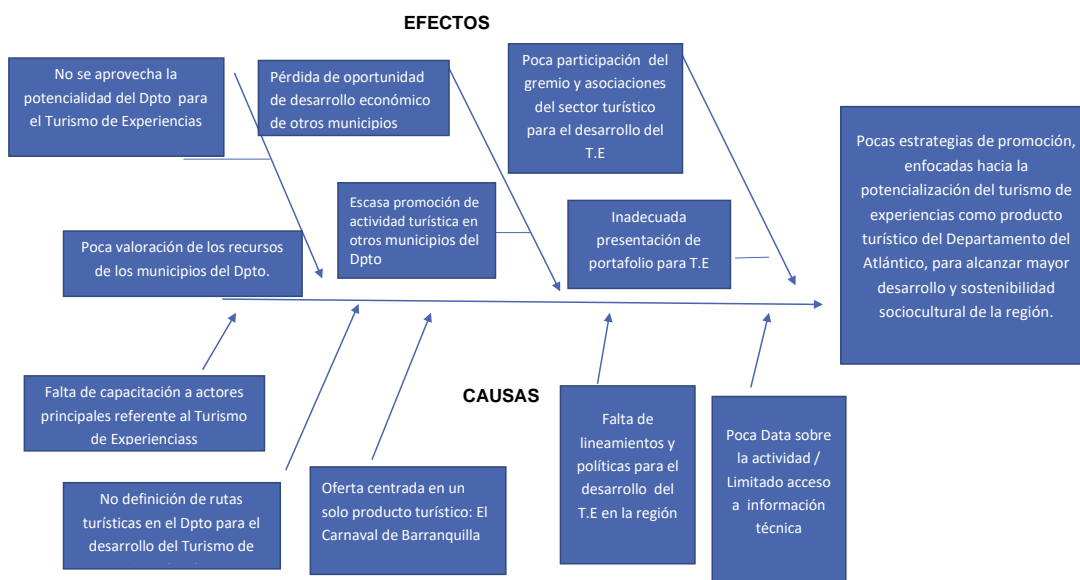 EFECTOS
No se aprovecha la
potencialidad del Dpto para
el Turismo de Experiencias
Pérdida de oportunidad
de desarrollo económico
de otros municipios
Poca participación del
gremio y asociaciones
del sector turístico
para el desarrollo del
T.E
Pocas estrategias de promoción,
enfocadas hacia la
potencialización del turismo de
experiencias como producto
turístico del Departamento del
Atlántico, para alcanzar mayor
desarrollo y sostenibilidad
sociocultural de la región.
Poca valoración de los recursos
de los municipios del Dpto.
Escasa promoción de
actividad turística en
otros municipios del
Dpto
Inadecuada
presentación de
portafolio para T.E
CAUSAS
Falta de capacitación a actores
principales referente al Turismo
de Experienciass
No definición de rutas
turísticas en el Dpto para el
desarrollo del Turismo de
Oferta centrada en un
solo producto turístico: El
Carnaval de Barranquilla
Falta de
lineamientos y
políticas para el
desarrollo del
T.E en la región
Poca Data sobre
la actividad /
Limitado acceso
a información
técnica